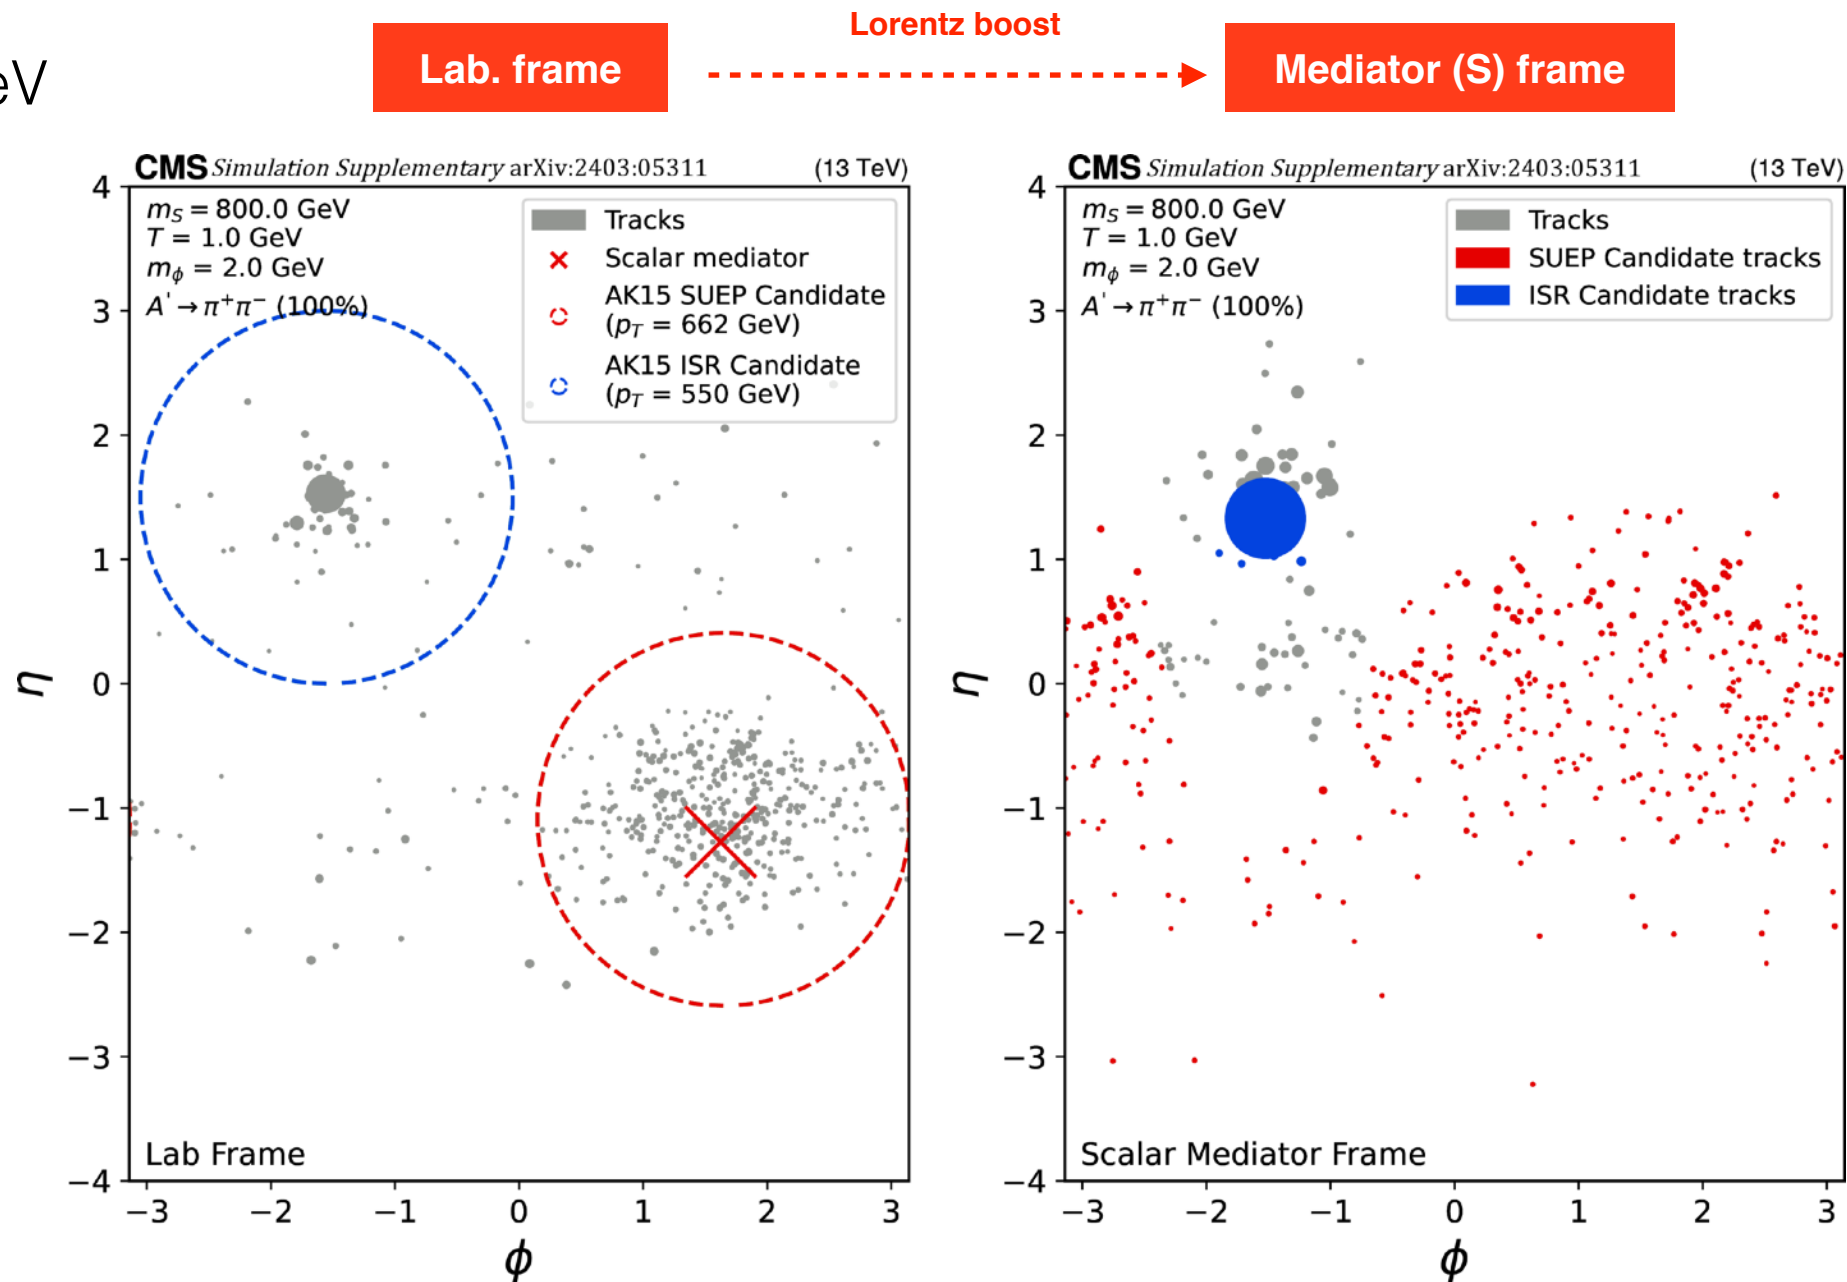 Lorentz boost
eV
Lab. frame
Mediator (S) frame
CMS Simulation Supplementary arXiv:2403:05311 (13 TeV)
4
3
2
1
0
−1
−2
−3
−4
η
m_S = 800.0 GeV
T = 1.0 GeV
m_ϕ = 2.0 GeV
A' → π⁺π⁻ (100%)
Tracks
Scalar mediator
AK15 SUEP Candidate
(p_T = 662 GeV)
AK15 ISR Candidate
(p_T = 550 GeV)
Lab Frame
−3 −2 −1 0 1 2 3
ϕ
CMS Simulation Supplementary arXiv:2403:05311 (13 TeV)
4
3
2
1
0
−1
−2
−3
−4
η
m_S = 800.0 GeV
T = 1.0 GeV
m_ϕ = 2.0 GeV
A' → π⁺π⁻ (100%)
Tracks
SUEP Candidate tracks
ISR Candidate tracks
Scalar Mediator Frame
−3 −2 −1 0 1 2 3
ϕ